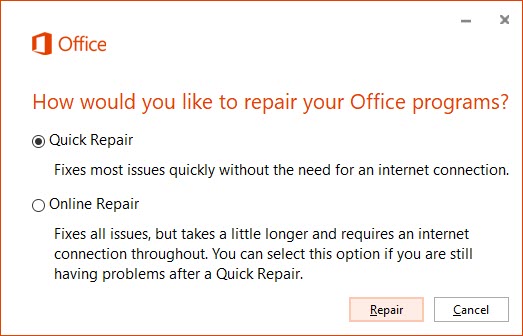 Office
How would you like to repair your Office programs?
Quick Repair
Fixes most issues quickly without the need for an internet connection.
Online Repair
Fixes all issues, but takes a little longer and requires an internet
connection throughout. You can select this option if you are still
having problems after a Quick Repair.
Repair Cancel